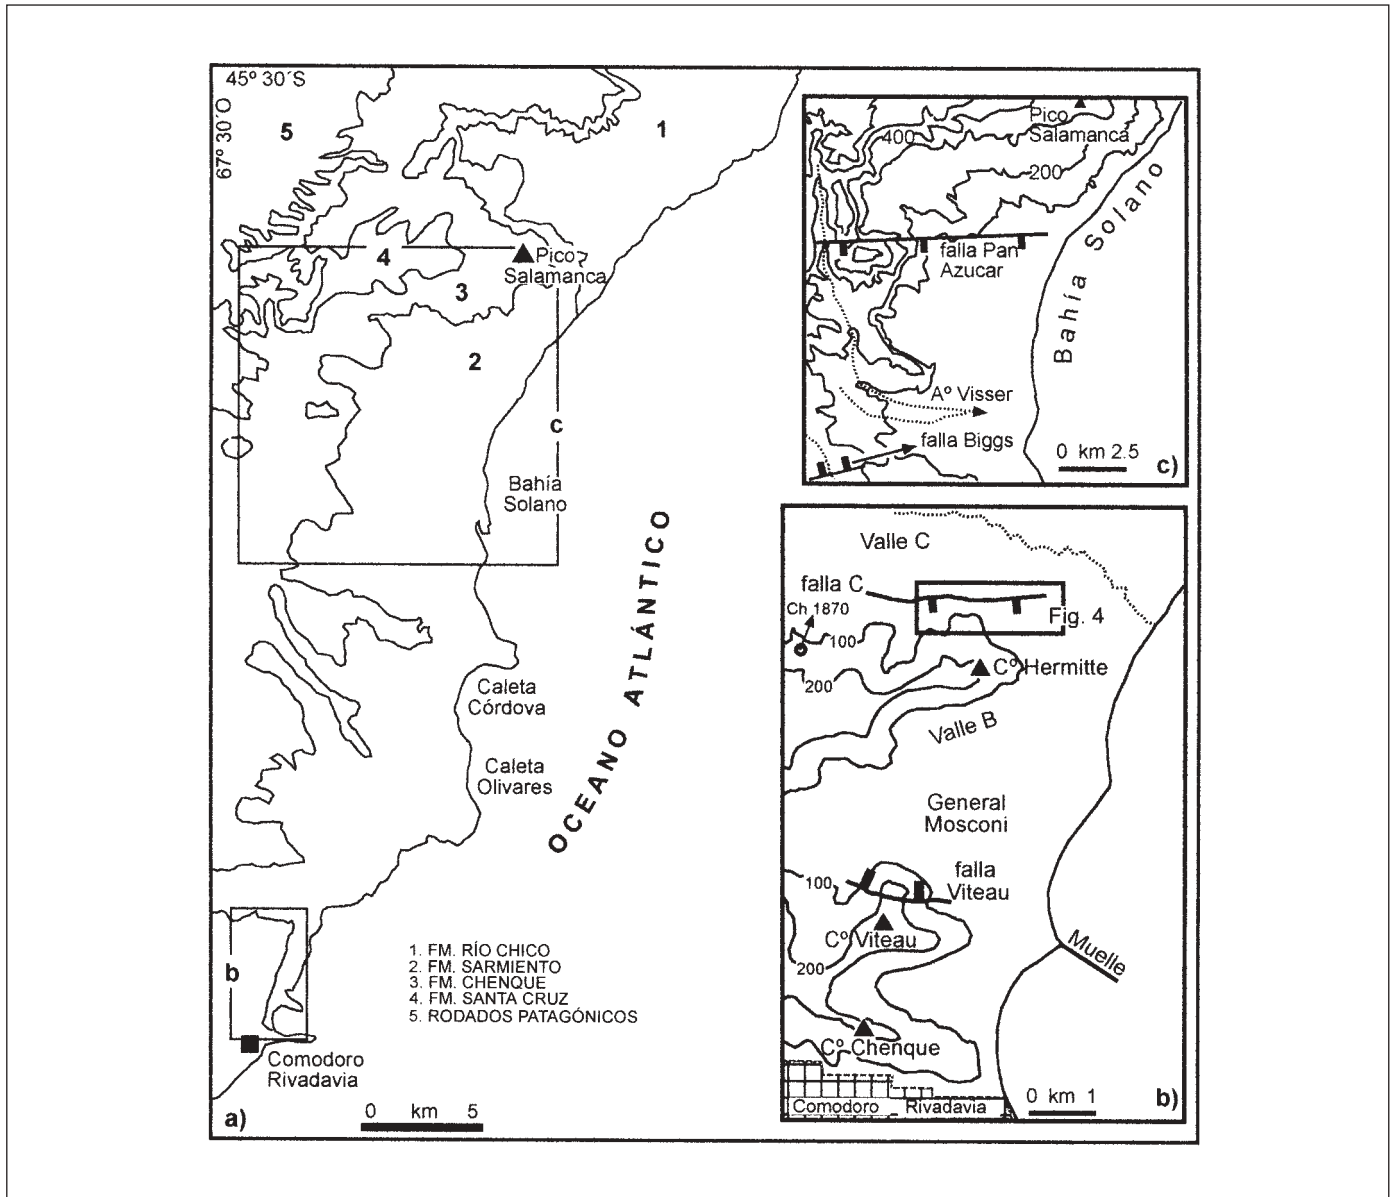 45º 30´S
67º 30´O
5
1
4
Pico
Salamanca
3
2
c
Bahía
Solano
OCEANO ATLÁNTICO
Caleta
Córdova
Caleta
Olivares
b
1. FM. RÍO CHICO
2. FM. SARMIENTO
3. FM. CHENQUE
4. FM. SANTA CRUZ
5. RODADOS PATAGÓNICOS
Comodoro
Rivadavia
0 km 5
a)
Pico
Salamanca
400
200
Bahía Solano
falla Pan
Azucar
Aº Visser
falla Biggs
0 km 2.5
c)
Valle C
falla C
Ch 1870
Fig. 4
100
Cº Hermitte
200
Valle B
General
Mosconi
falla
Viteau
100
Cº Viteau
200
Muelle
Cº Chenque
Comodoro Rivadavia
0 km 1
b)